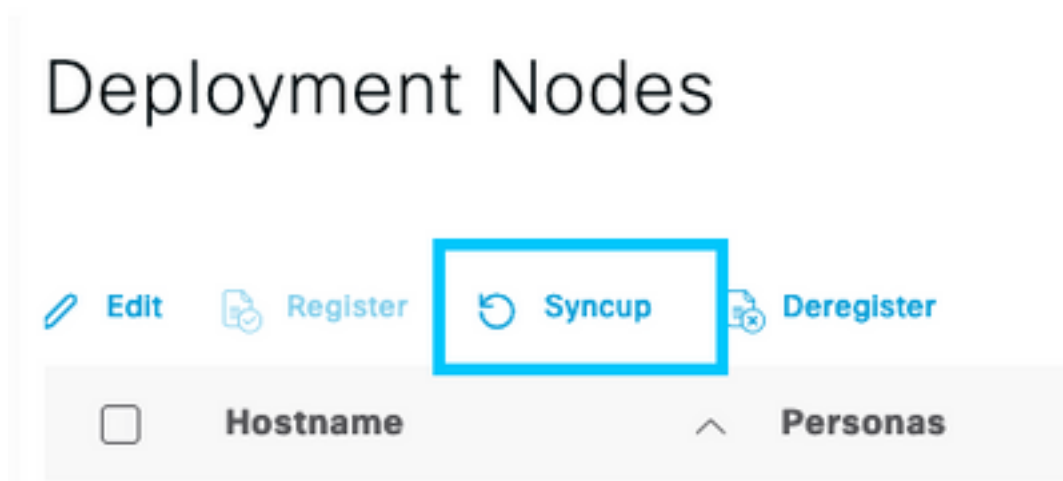 Deployment Nodes
Edit Register Syncup Deregister
Hostname Personas